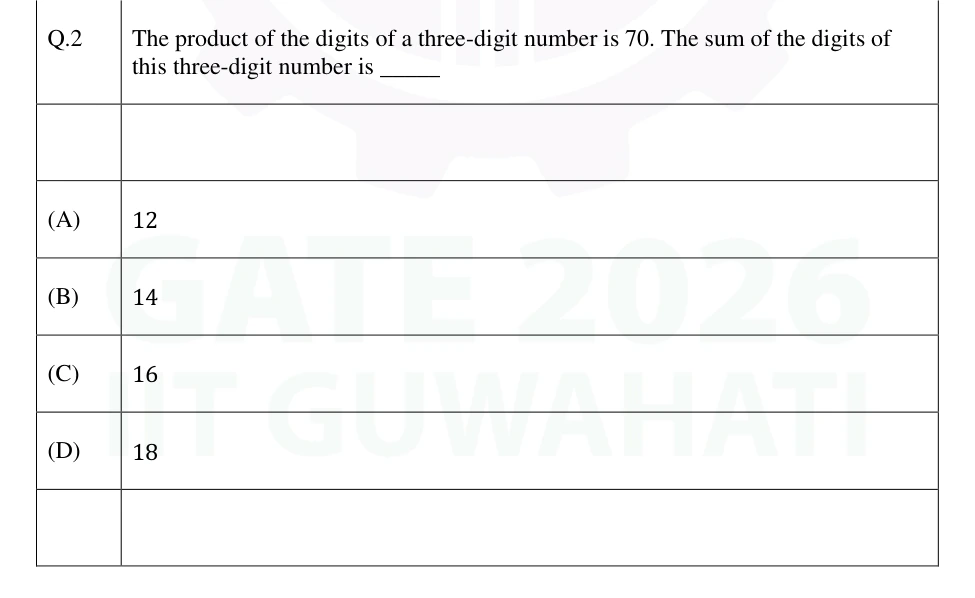 Q.2 The product of the digits of a three-digit number is 70. The sum of the digits of
this three-digit number is _____
(A) 12
GATE 2026
(B) 14
(C) 16
IIT GUWAHATI
(D) 18